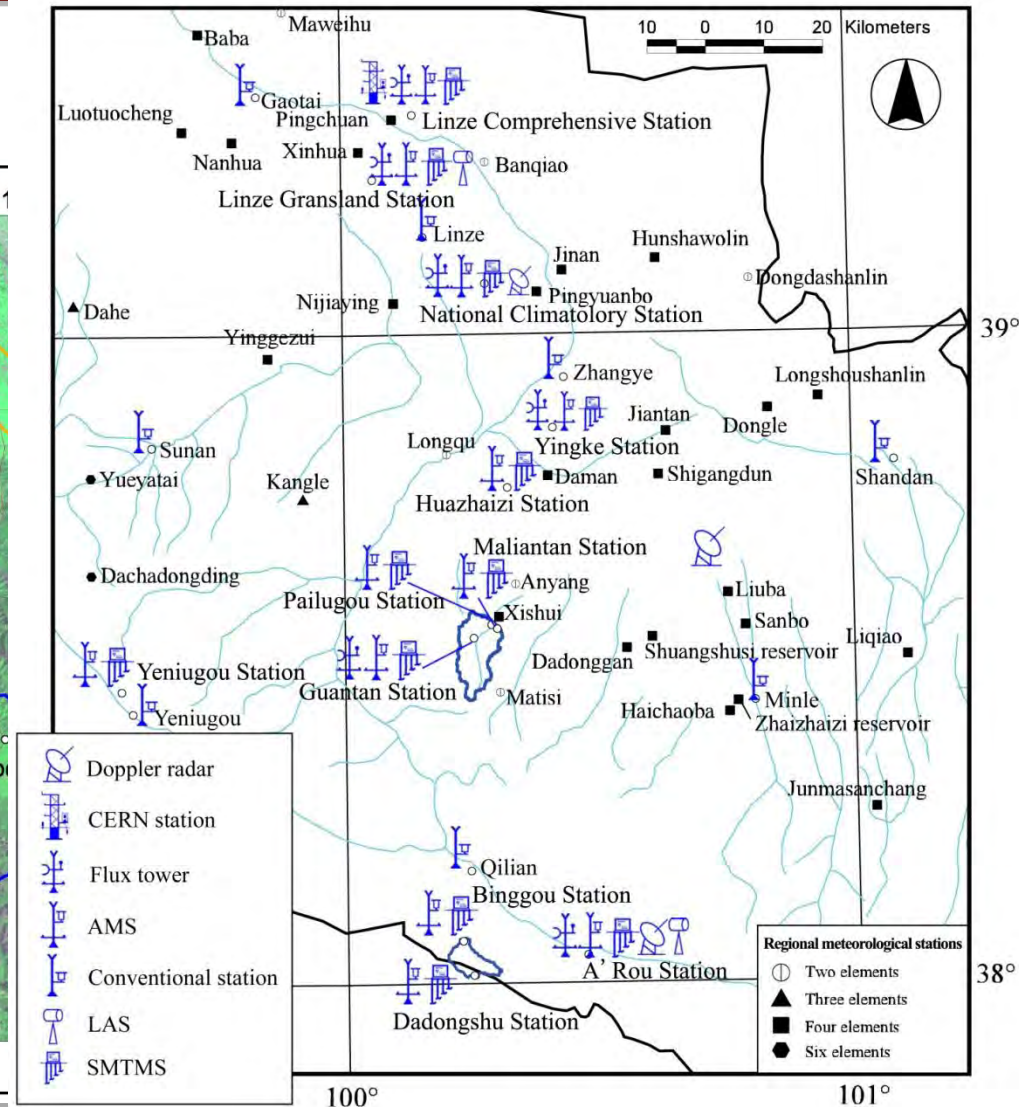 Maweihu
10 0 10 20 Kilometers
Baba
Gaotai
Luotuocheng
Pingchuan
Linze Comprehensive Station
Nanhua
Xinhua
Banqiao
Linze Gransland Station
Linze
Hunshawolin
Jinan
Dongdashanlin
Nijiaying
Pingyuanbo
Dahe
National Climatolory Station
Yinggezui
39°
Zhangye
Longshoushanlin
Jiantan
Dongle
Longqu
Yingke Station
Sunan
Shandan
Yueyatai
Kangle
Daman
Shigangdun
Huazhaizi Station
Maliantan Station
Dachadongding
Anyang
Liuba
Pailugou Station
Xishui
Sanbo
Liqiao
Shuangshusi reservoir
Dadonggan
Yeniugou Station
Guantan Station
Matisi
Minle
Haichaoba
Zhaizhaizi reservoir
Yeniugou
Junmasanchang
Qilian
Binggou Station
A' Rou Station
38°
Dadongshu Station
Doppler radar
CERN station
Flux tower
AMS
Conventional station
LAS
SMTMS
Regional meteorological stations
Two elements
Three elements
Four elements
Six elements
100°
101°